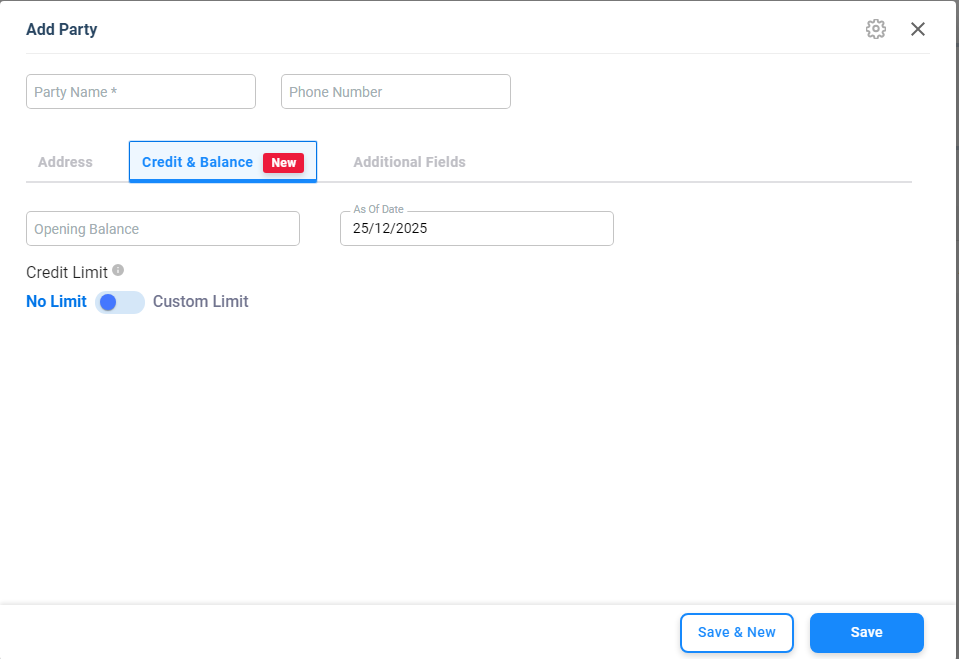 Add Party
Party Name * Phone Number
Address Credit & Balance New Additional Fields
As Of Date
Opening Balance 25/12/2025
Credit Limit
No Limit Custom Limit
Save & New Save